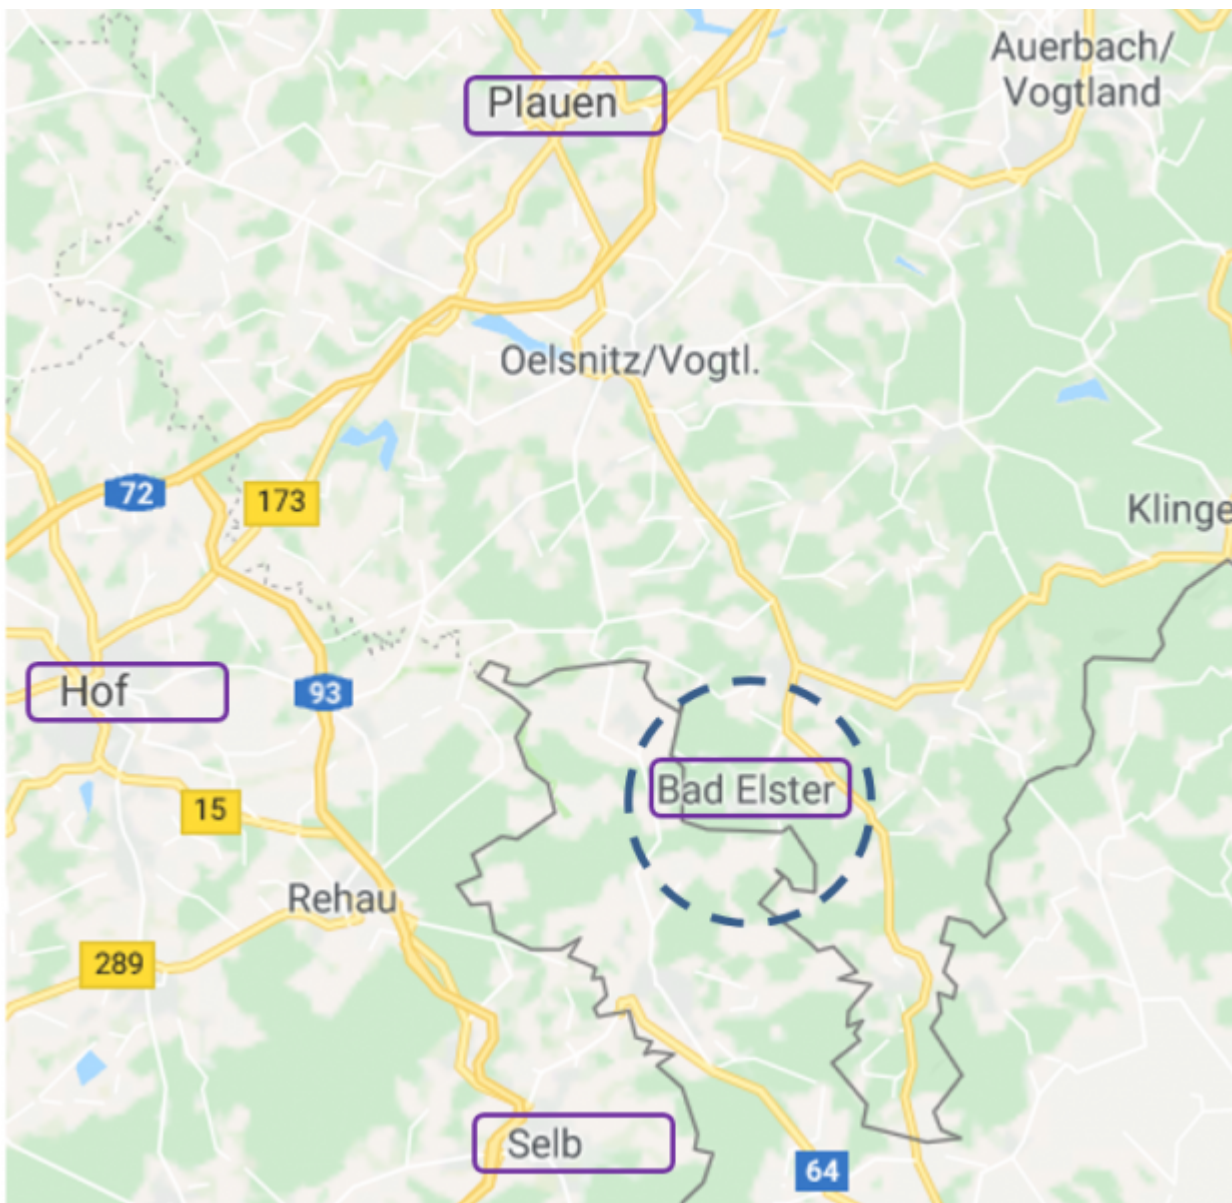 Auerbach/
Vogtland
Plauen
Oelsnitz/Vogtl.
72
173
Klinge
Hof
93
Bad Elster
15
Rehau
289
Selb
64